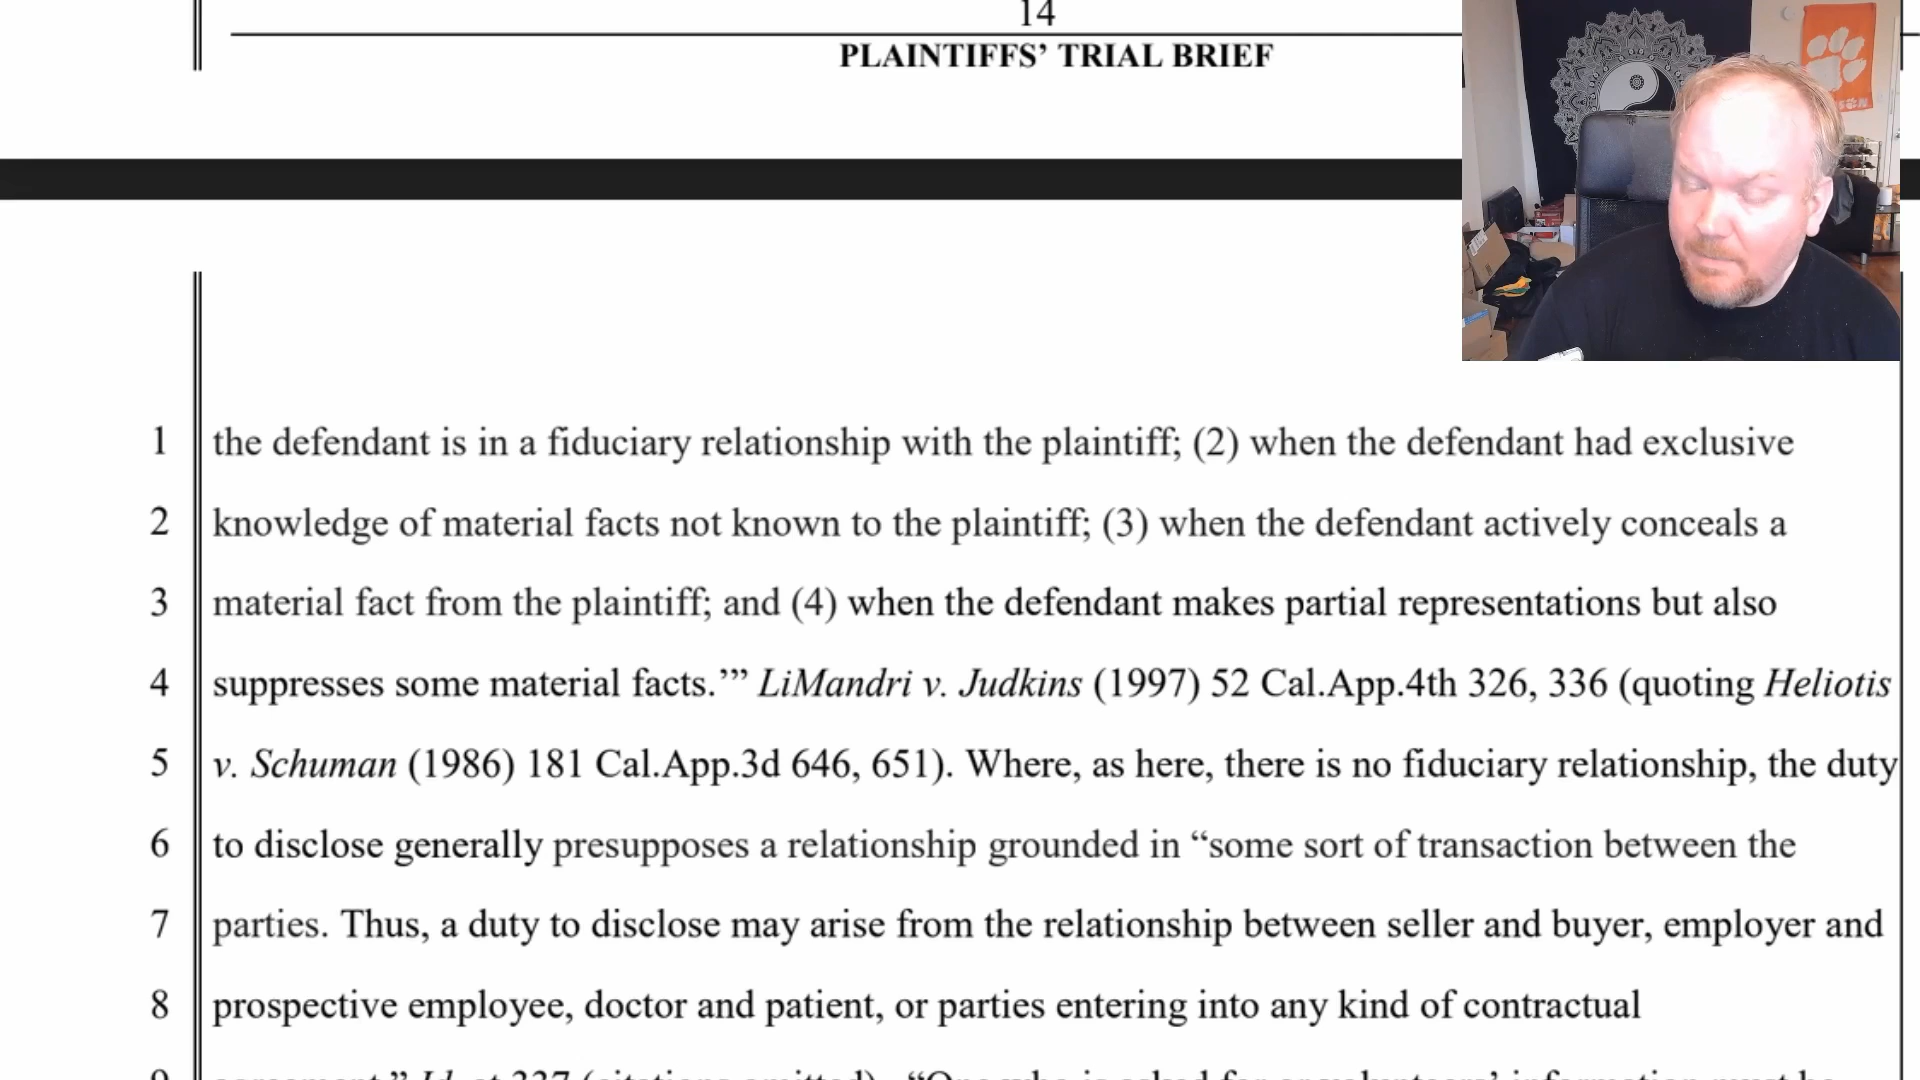 14
PLAINTIFFS’ TRIAL BRIEF
1 the defendant is in a fiduciary relationship with the plaintiff; (2) when the defendant had exclusive
2 knowledge of material facts not known to the plaintiff; (3) when the defendant actively conceals a
3 material fact from the plaintiff; and (4) when the defendant makes partial representations but also
4 suppresses some material facts.’” LiMandri v. Judkins (1997) 52 Cal.App.4th 326, 336 (quoting Heliotis
5 v. Schuman (1986) 181 Cal.App.3d 646, 651). Where, as here, there is no fiduciary relationship, the duty
6 to disclose generally presupposes a relationship grounded in “some sort of transaction between the
7 parties. Thus, a duty to disclose may arise from the relationship between seller and buyer, employer and
8 prospective employee, doctor and patient, or parties entering into any kind of contractual